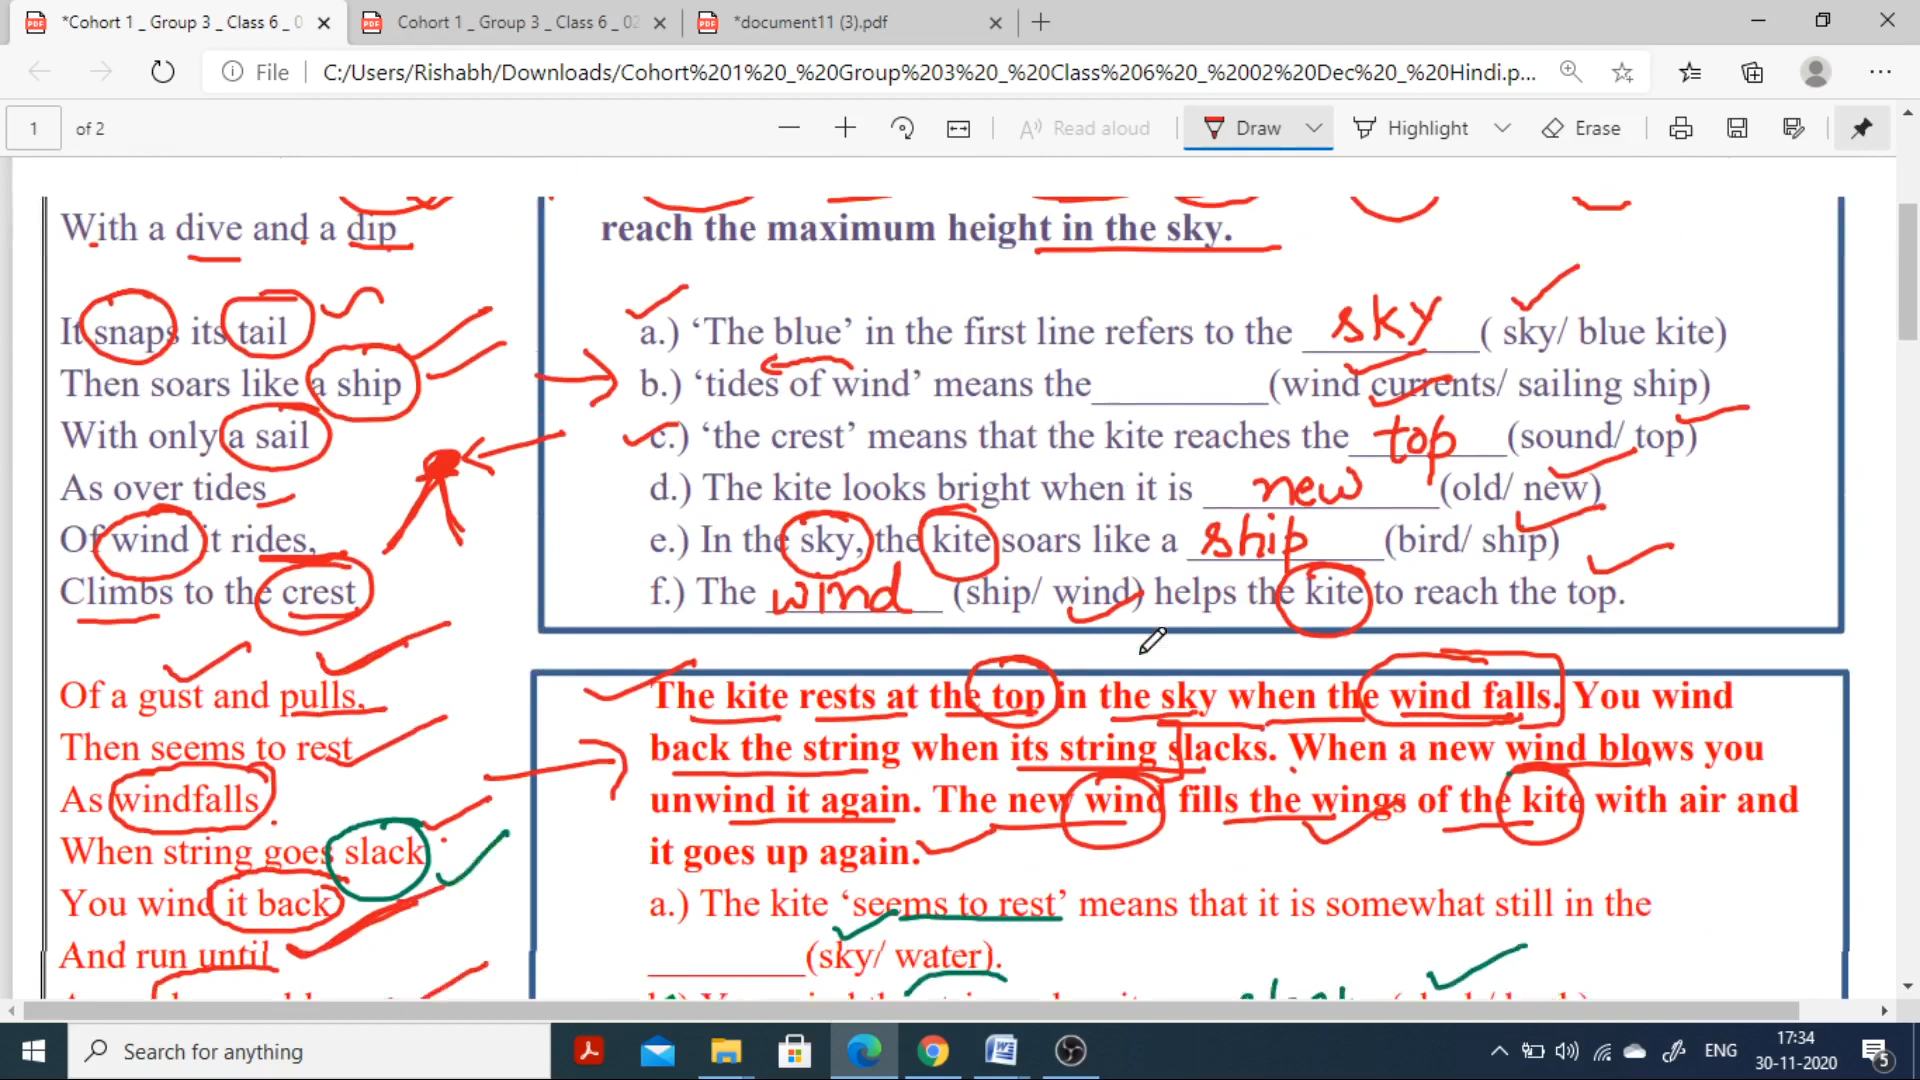 *Cohort 1 _ Group 3 _ Class 6 _ 0
Cohort 1 _ Group 3 _ Class 6 _ 02
*document11 (3).pdf
File
C:/Users/Rishabh/Downloads/Cohort%201%20_%20Group%203%20_%20Class%206%20_%2002%20Dec%20_%20Hindi.p...
1 of 2
Read aloud
Draw
Highlight
Erase
With a dive and a dip
It snaps its tail
Then soars like a ship
With only a sail
As over tides
Of wind it rides,
Climbs to the crest
Of a gust and pulls,
Then seems to rest
As windfalls.
When string goes slack
You wind it back
And run until
reach the maximum height in the sky.
a.) ‘The blue’ in the first line refers to the sky ( sky/ blue kite)
b.) ‘tides of wind’ means the__________(wind currents/ sailing ship)
c.) ‘the crest’ means that the kite reaches the top (sound/ top)
d.) The kite looks bright when it is new (old/ new)
e.) In the sky, the kite soars like a ship (bird/ ship)
f.) The wind (ship/ wind) helps the kite to reach the top.
The kite rests at the top in the sky when the wind falls. You wind
back the string when its string slacks. When a new wind blows you
unwind it again. The new wind fills the wings of the kite with air and
it goes up again.
a.) The kite ‘seems to rest’ means that it is somewhat still in the
_________(sky/ water).
Search for anything
ENG
17:34
30-11-2020
5